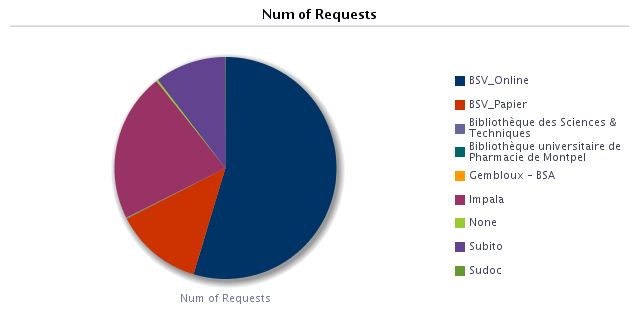 Num of Requests
BSV_Online
BSV_Papier
Bibliothèque des Sciences &
Techniques
Bibliothèque universitaire de
Pharmacie de Montpel
Gembloux - BSA
Impala
None
Subito
Sudoc
Num of Requests